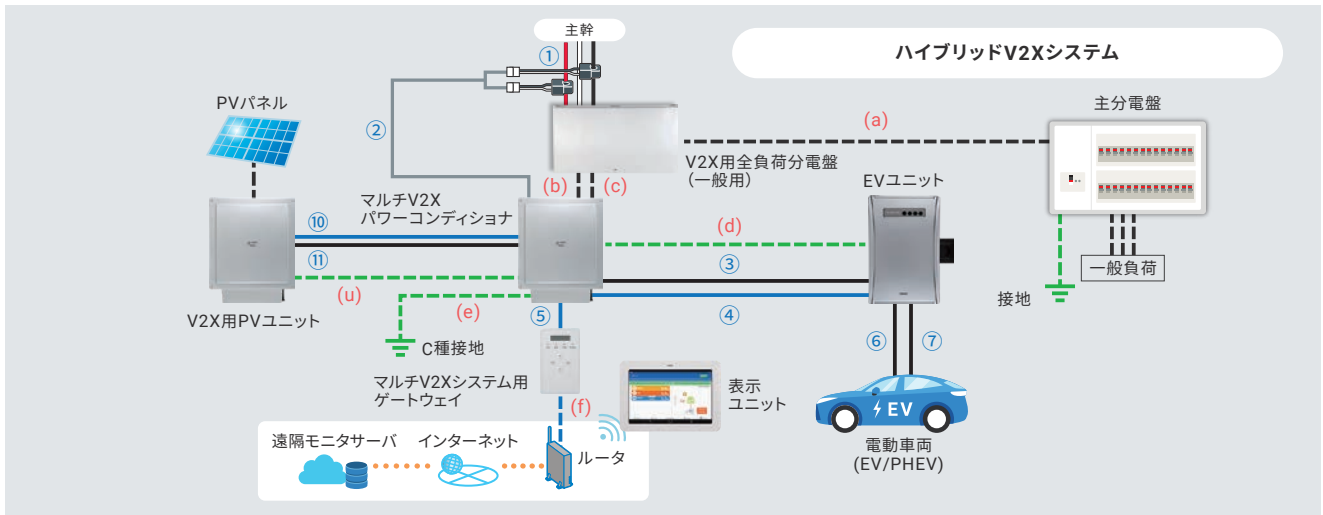 主幹
ハイブリッドV2Xシステム
①
PVパネル
主分電盤
②
(a)
V2X用全負荷分電盤
(一般用)
EVユニット
(b)
(c)
マルチV2X
パワーコンディショナ
⑩
(d)
⑪
③
一般負荷
(u)
(e)
接地
V2X用PVユニット
⑤
④
C種接地
⑥
⑦
マルチV2Xシステム用
ゲートウェイ
表示
ユニット
(f)
EV
遠隔モニタサーバ
インターネット
ルータ
電動車両
(EV/PHEV)